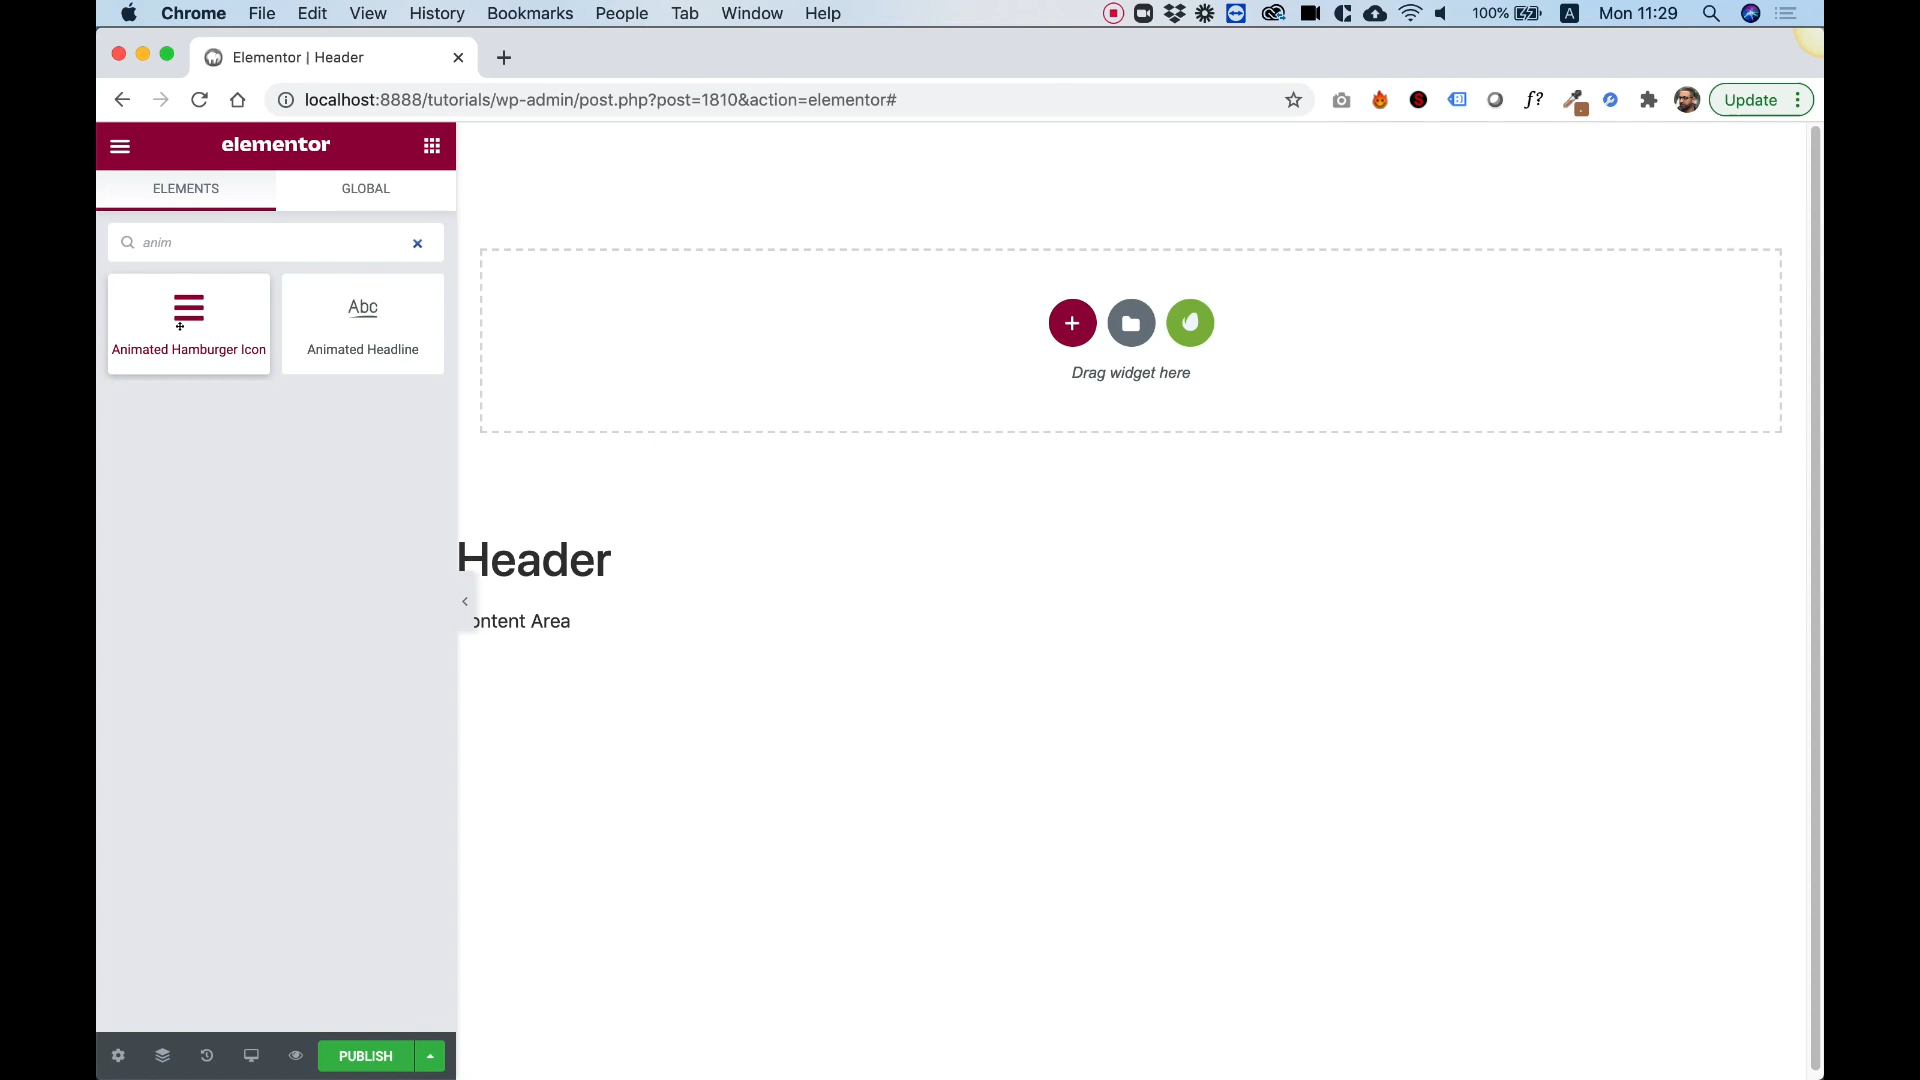 Chrome File Edit View History Bookmarks People Tab Window Help 100% A Mon 11:29
Elementor | Header
localhost:8888/tutorials/wp-admin/post.php?post=1810&action=elementor#
S
f?
Update
elementor
ELEMENTS GLOBAL
anim
Abc
Animated Hamburger Icon Animated Headline
Drag widget here
Header
ontent Area
PUBLISH